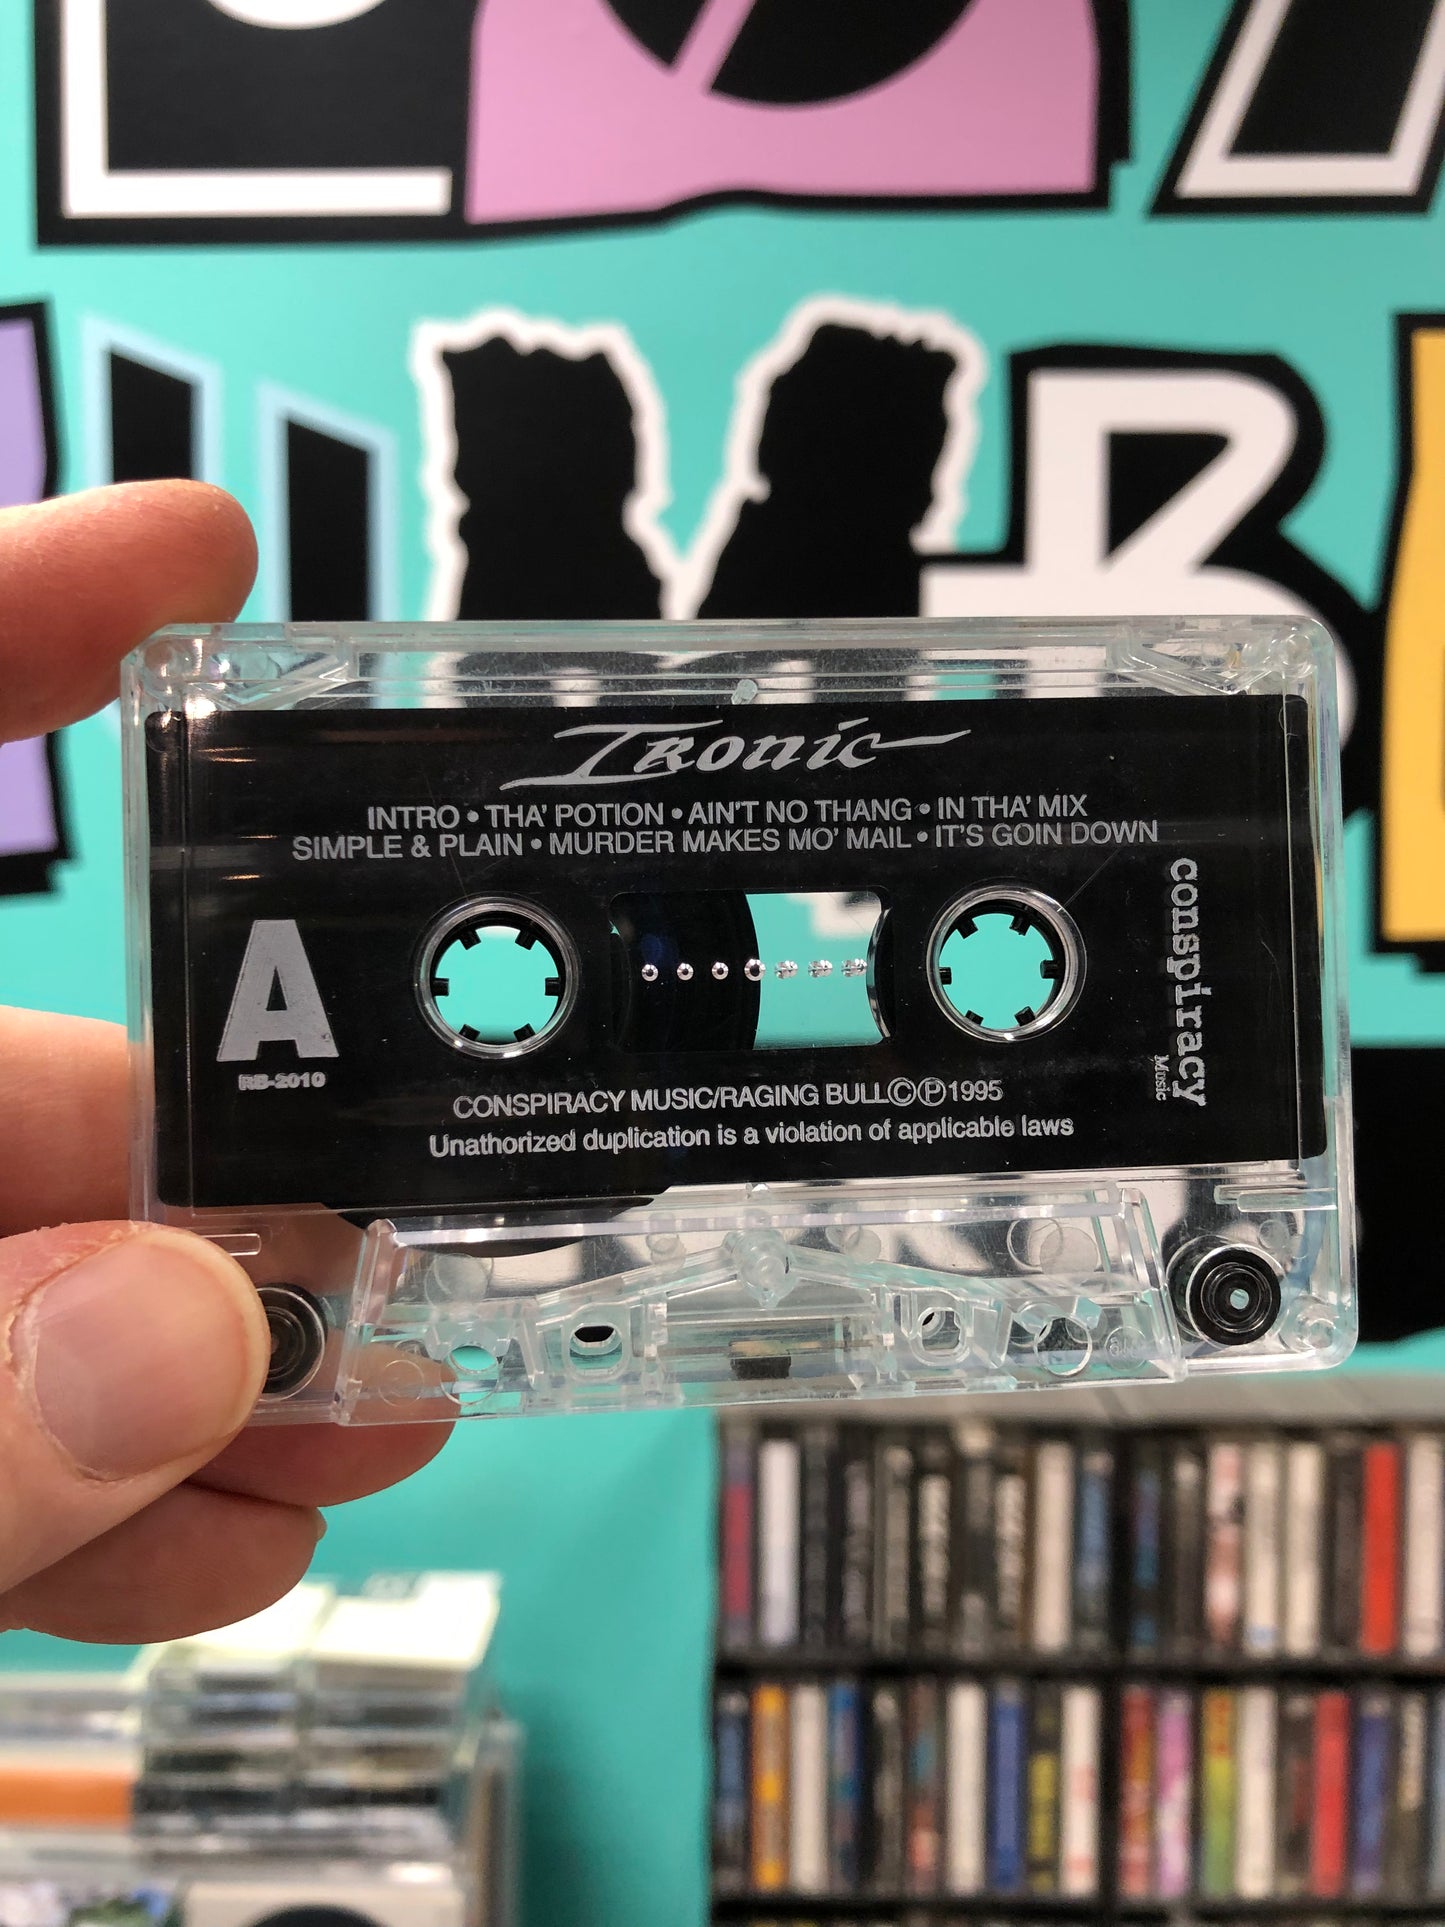 IRONIC
INTRO • THA' POTION • AIN'T NO THANG • IN THA' MIX
SIMPLE & PLAIN • MURDER MAKES MO' MAIL • IT'S GOIN DOWN
A
RB-2010
conspiracy
Music
CONSPIRACY MUSIC/RAGING BULL©℗1995
Unathorized duplication is a violation of applicable laws